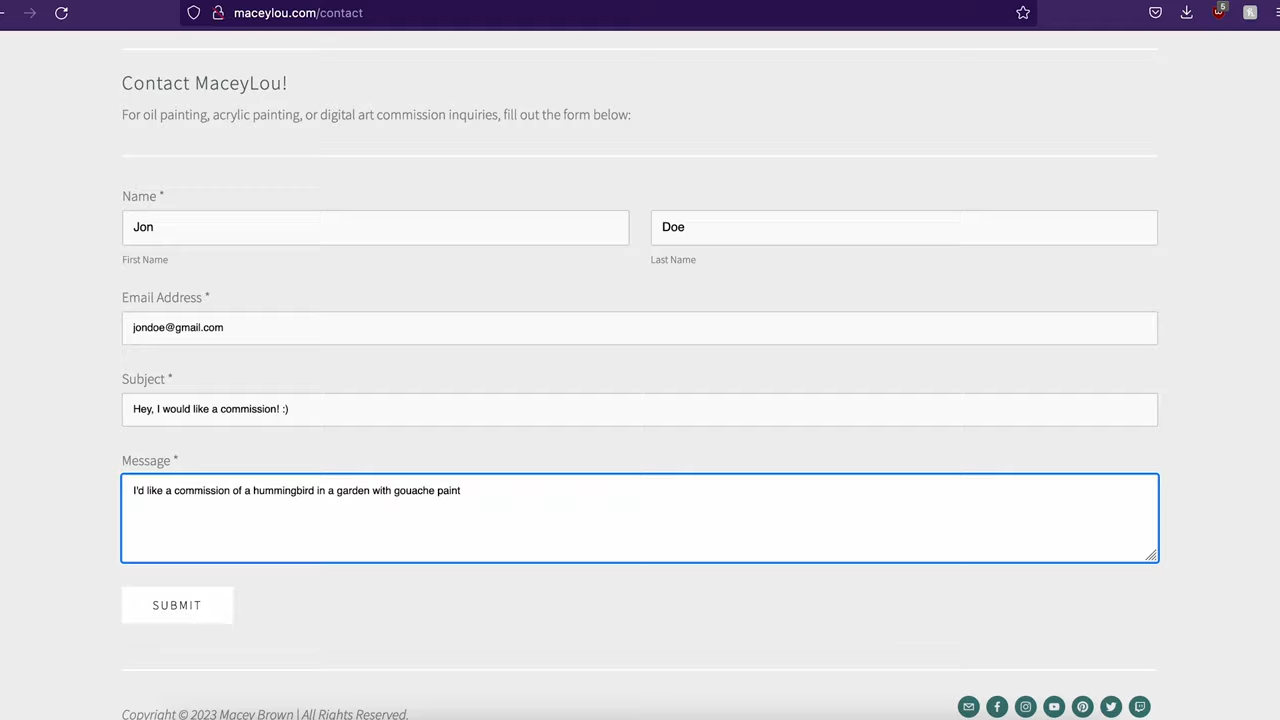 maceylou.com/contact
5
Contact MaceyLou!
For oil painting, acrylic painting, or digital art commission inquiries, fill out the form below:
Name *
Jon
Doe
First Name
Last Name
Email Address *
jondoe@gmail.com
Subject *
Hey, I would like a commission! :)
Message *
I'd like a commission of a hummingbird in a garden with gouache paint
SUBMIT
Copyright © 2023 Macey Brown | All Rights Reserved.